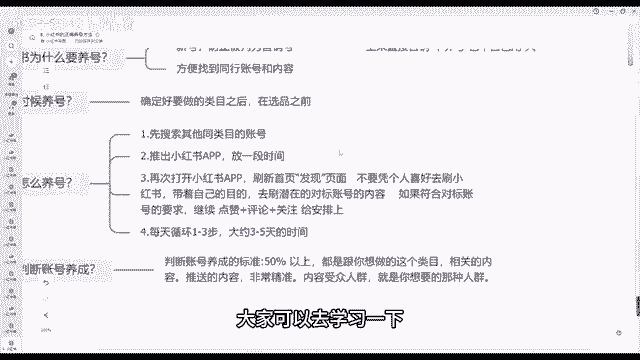 书为什么要养号？
方便找到同行账号和内容
时候养号？
确定好要做的类目之后，在选品之前
1.先搜索其他同类目的账号
2.推出小红书APP，放一段时间
怎么养号？
3.再次打开小红书APP，刷新首页“发现”页面 不要凭个人喜好去刷小
红书，带着自己的目的，去刷潜在的对标账号的内容 如果符合对标账
号的要求，继续 点赞+评论+关注 给安排上
4.每天循环1-3步，大约3-5天的时间
判断账号养成？
判断账号养成的标准:50% 以上，都是跟你想做的这个类目，相关的内
容。推送的内容，非常精准。内容受众人群，就是你想要的那种人群。
大家可以去学习一下